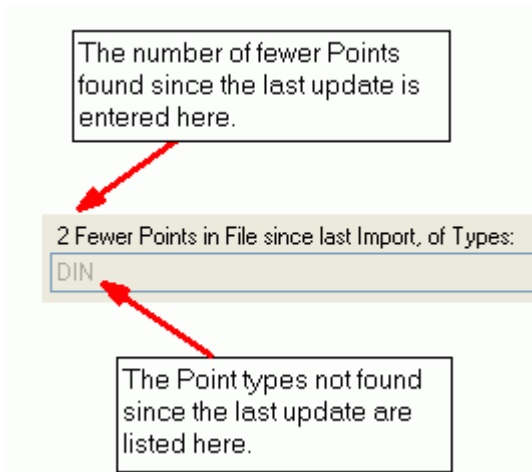 The number of fewer Points
found since the last update is
entered here.
2 Fewer Points in File since last Import, of Types:
DIN
The Point types not found
since the last update are
listed here.